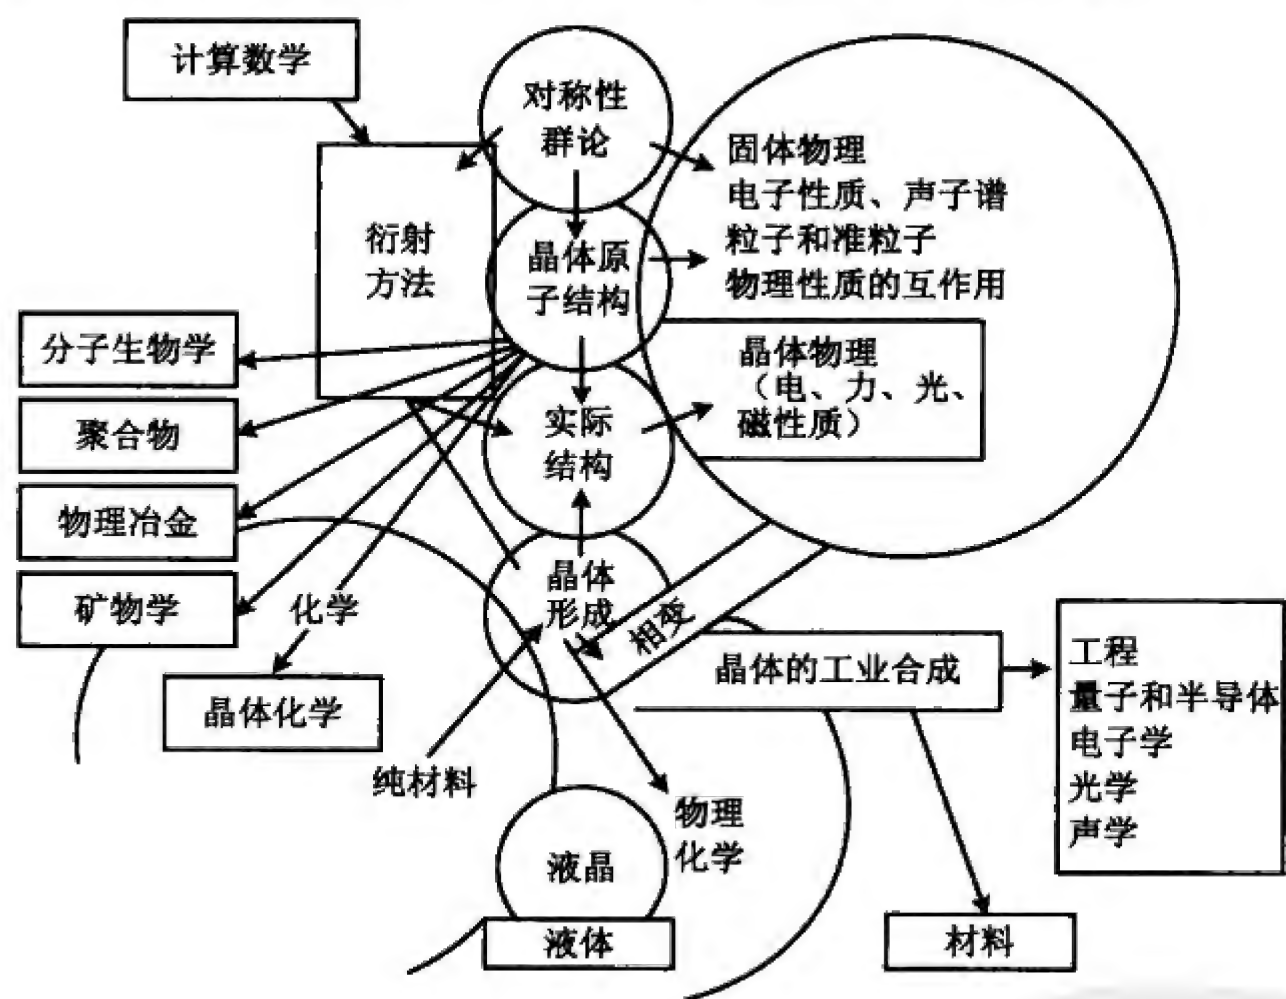 计算数学
对称性
群论
固体物理
电子性质、声子谱
粒子和准粒子
物理性质的互作用
衍射
方法
晶体原
子结构
分子生物学
晶体物理
（电、力、光、
磁性质）
聚合物
实际
结构
物理冶金
晶体
形成
矿物学
化学
相变
晶体的工业合成
工程
量子和半导体
电子学
光学
声学
晶体化学
纯材料
物理
化学
液晶
液体
材料